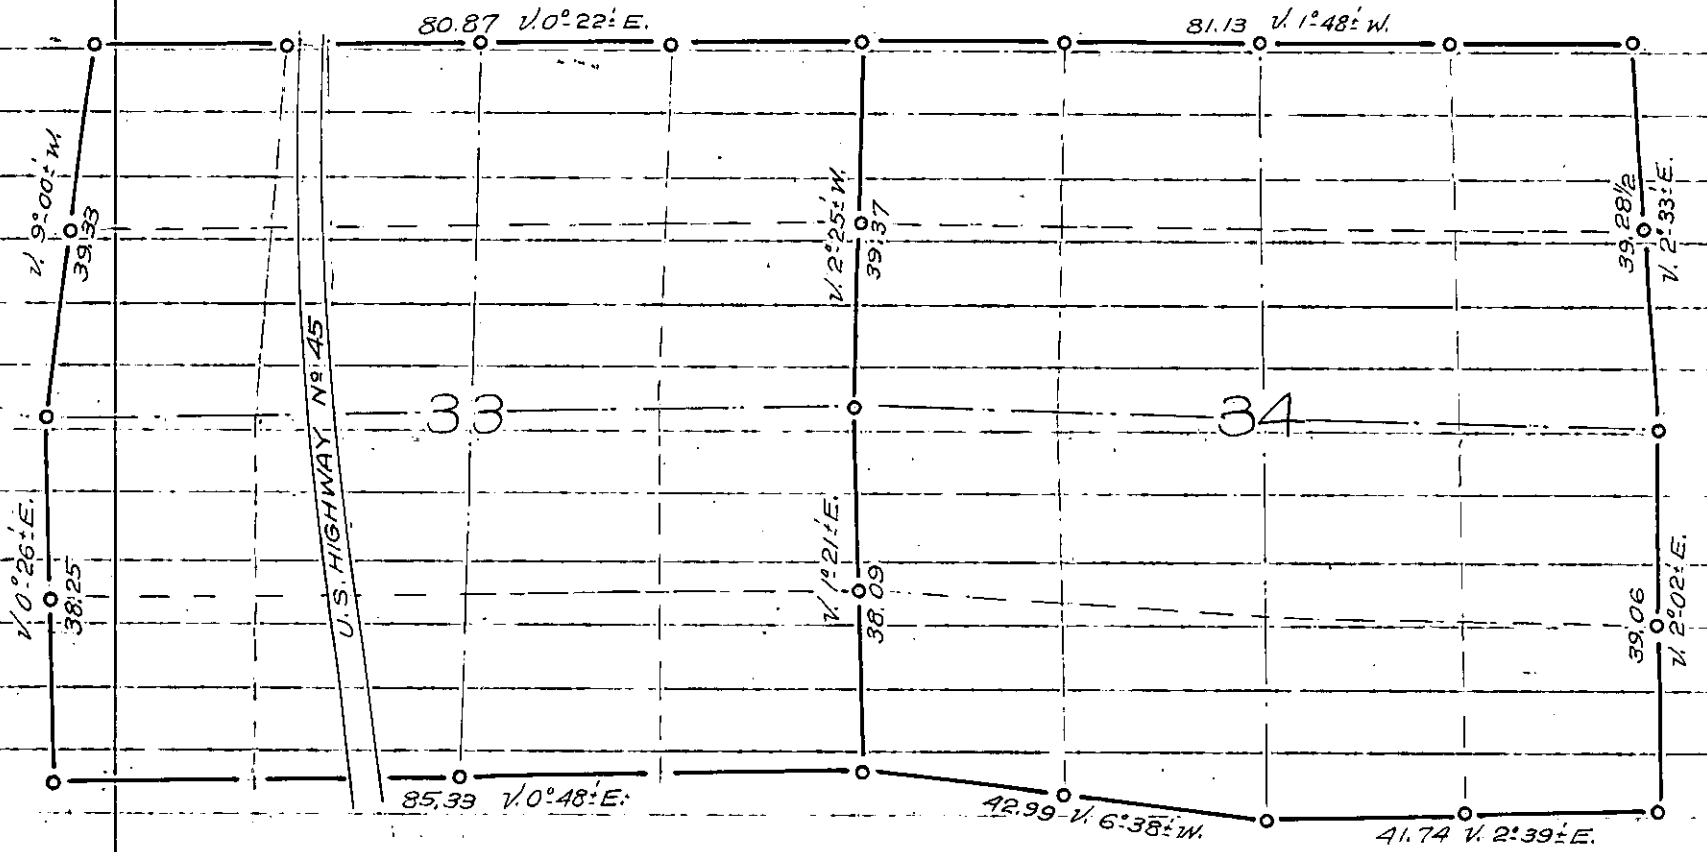 80.87 V. 0°-22'± E.
81.13 V. 1°-48'± W.
V. 9°-00'± W.
39.33
V. 2°-25'± W.
39.37
39.28½
V. 2°-33'± E.
U.S. HIGHWAY Nº 45
33
34
V. 0°-26'± E.
38.25
V. 1°-21'± E.
38.09
39.06
V. 2°-02'± E.
85.39 V. 0°-48'± E.
42.99 V. 6°-38'± W.
41.74 V. 2°-39'± E.